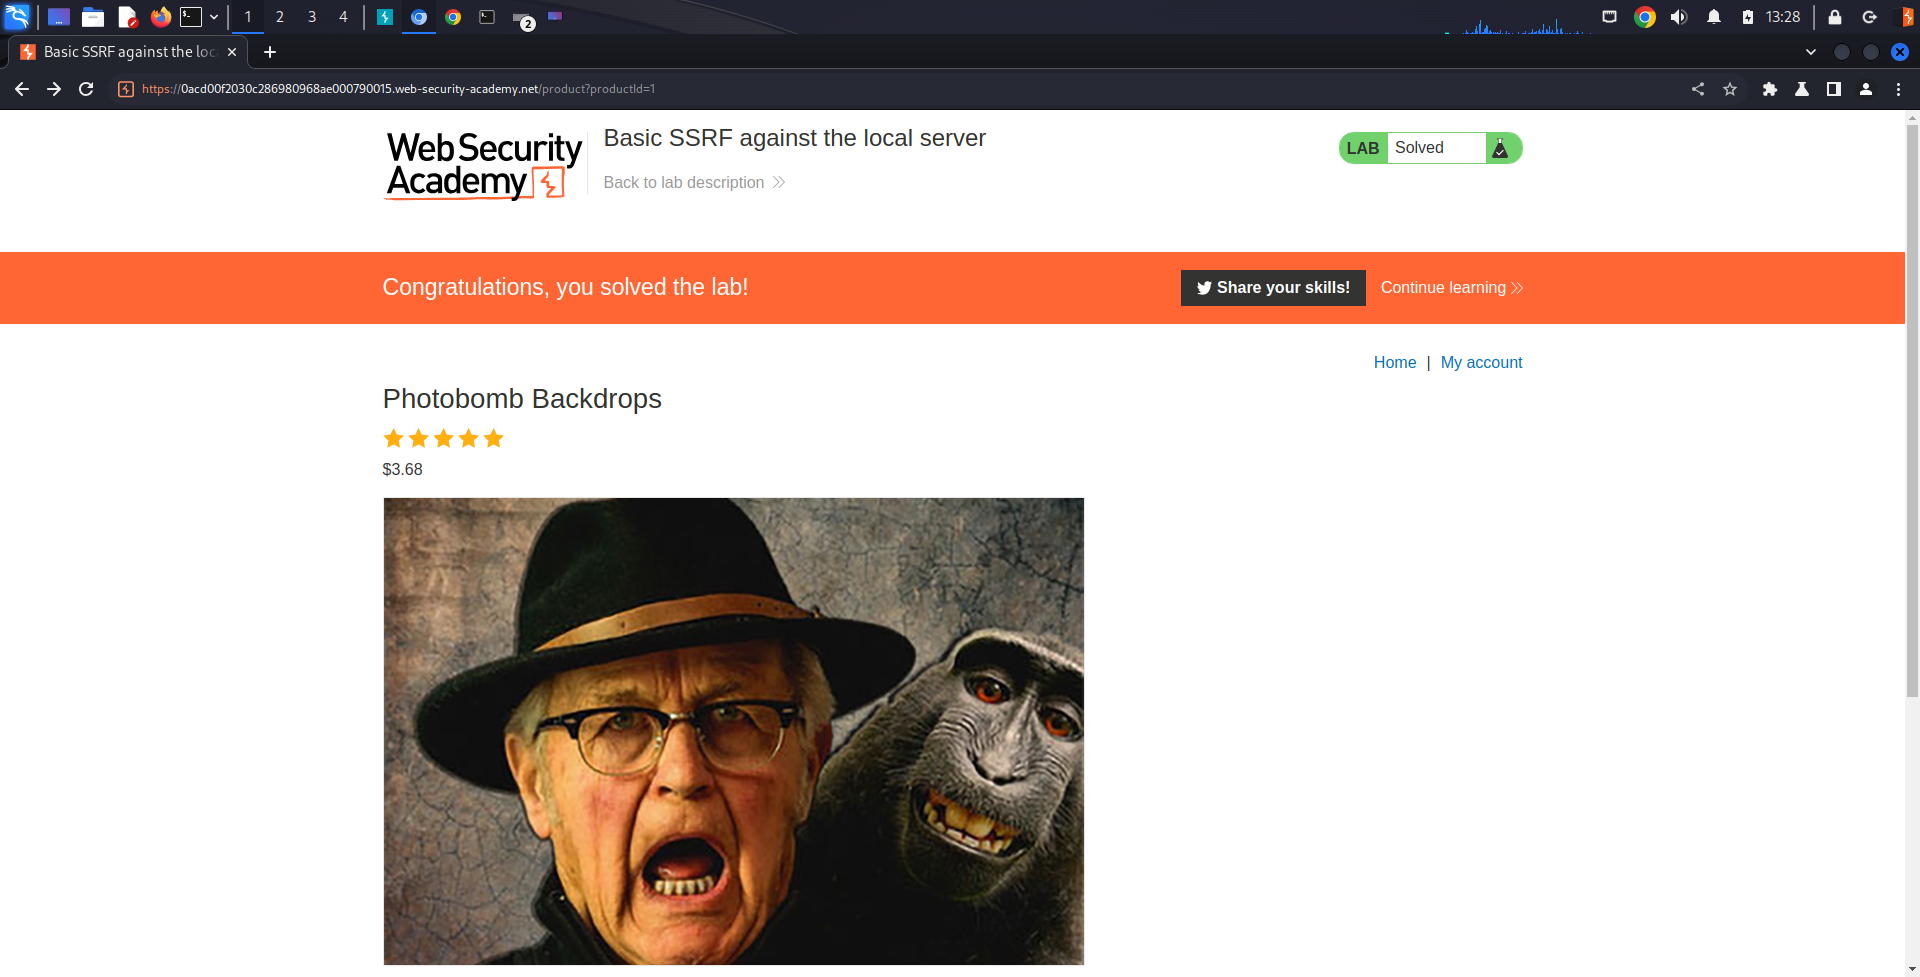 1 2 3 4
2
13:28
Basic SSRF against the loc
https://0acd00f2030c286980968ae000790015.web-security-academy.net/product?productId=1
Web Security
Academy
Basic SSRF against the local server
Back to lab description
LAB Solved
Congratulations, you solved the lab!
Share your skills!
Continue learning
Home | My account
Photobomb Backdrops
$3.68